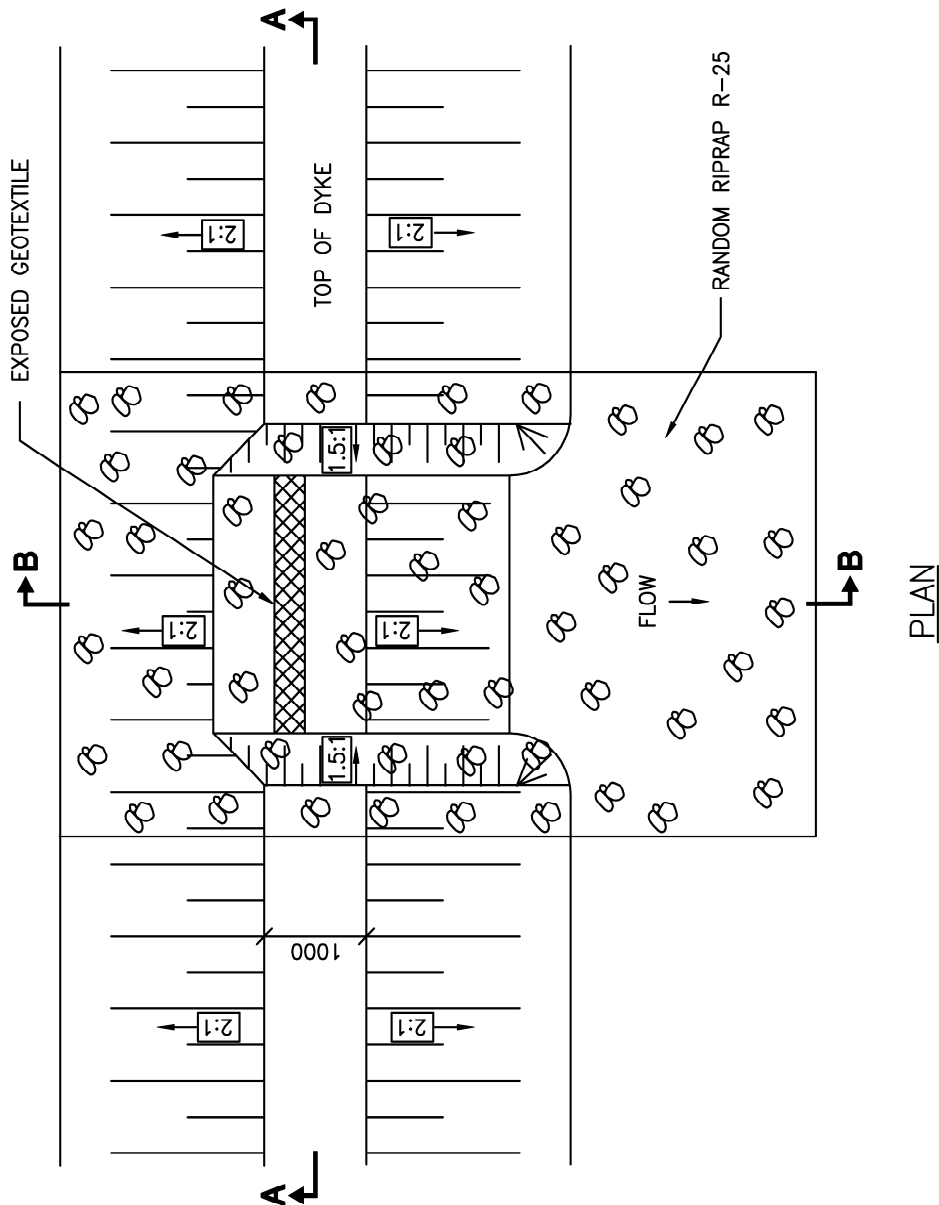 EXPOSED GEOTEXTILE
A
A
B
B
2:1
2:1
2:1
2:1
2:1
2:1
1.5:1
1.5:1
TOP OF DYKE
1000
FLOW
RANDOM RIPRAP R-25
PLAN